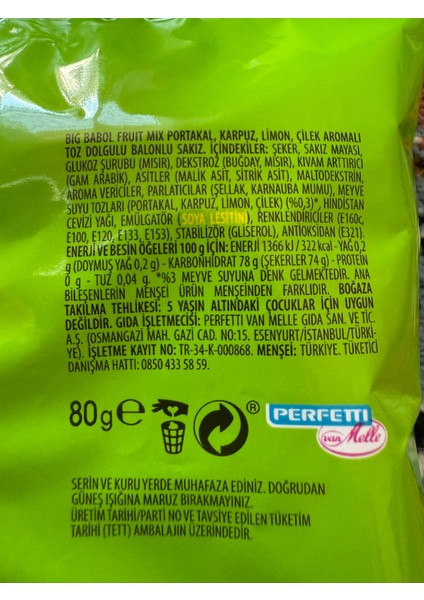 BIG BABOL FRUIT MIX PORTAKAL, KARPUZ, LİMON, ÇİLEK AROMALI
TOZ DOLGULU BALONLU SAKIZ. İÇİNDEKİLER: ŞEKER, SAKIZ MAYASI,
GLUKOZ ŞURUBU (MISIR), DEKSTROZ (BUĞDAY, MISIR), KIVAM ARTTIRICI
(GAM ARABİK), ASİTLER (MALİK ASİT, SİTRİK ASİT), MALTODEKSTRİN,
AROMA VERİCİLER, PARLATICILAR (ŞELLAK, KARNAUBA MUMU), MEYVE
SUYU TOZLARI (PORTAKAL, KARPUZ, LİMON, ÇİLEK) (%0,3)*, HİNDİSTAN
CEVİZİ YAĞI, EMÜLGATÖR (SOYA LESİTİN), RENKLENDİRİCİLER (E160c,
E100, E120, E133, E153), STABİLİZÖR (GLİSEROL), ANTİOKSİDAN (E321).
ENERJİ VE BESİN ÖĞELERİ 100 g İÇİN: ENERJİ 1366 kJ / 322 kcal - YAĞ 0,2
g (DOYMUŞ YAĞ 0,2 g) - KARBONHİDRAT 78 g (ŞEKERLER 74 g) - PROTEİN
0 g - TUZ 0,04 g. *%3 MEYVE SUYUNA DENK GELMEKTEDİR. ANA
BİLEŞENLERİN MENŞEİ ÜRÜN MENŞEİNDEN FARKLIDIR. BOĞAZA
TAKILMA TEHLİKESİ: 5 YAŞIN ALTINDAKİ ÇOCUKLAR İÇİN UYGUN
DEĞİLDİR. GIDA İŞLETMECİSİ: PERFETTI VAN MELLE GIDA SAN. VE TİC.
A.Ş. (OSMANGAZİ MAH. GAZİ CAD. NO:15. ESENYURT/İSTANBUL/TÜRKİ-
YE). İŞLETME KAYIT NO: TR-34-K-000868. MENŞEİ: TÜRKİYE. TÜKETİCİ
DANIŞMA HATTI: 0850 433 58 59.
80g ℮ ®
PERFETTI
van Melle
SERİN VE KURU YERDE MUHAFAZA EDİNİZ. DOĞRUDAN
GÜNEŞ IŞIĞINA MARUZ BIRAKMAYINIZ.
ÜRETİM TARİHİ/PARTİ NO VE TAVSİYE EDİLEN TÜKETİM
TARİHİ (TETT) AMBALAJIN ÜZERİNDEDİR.